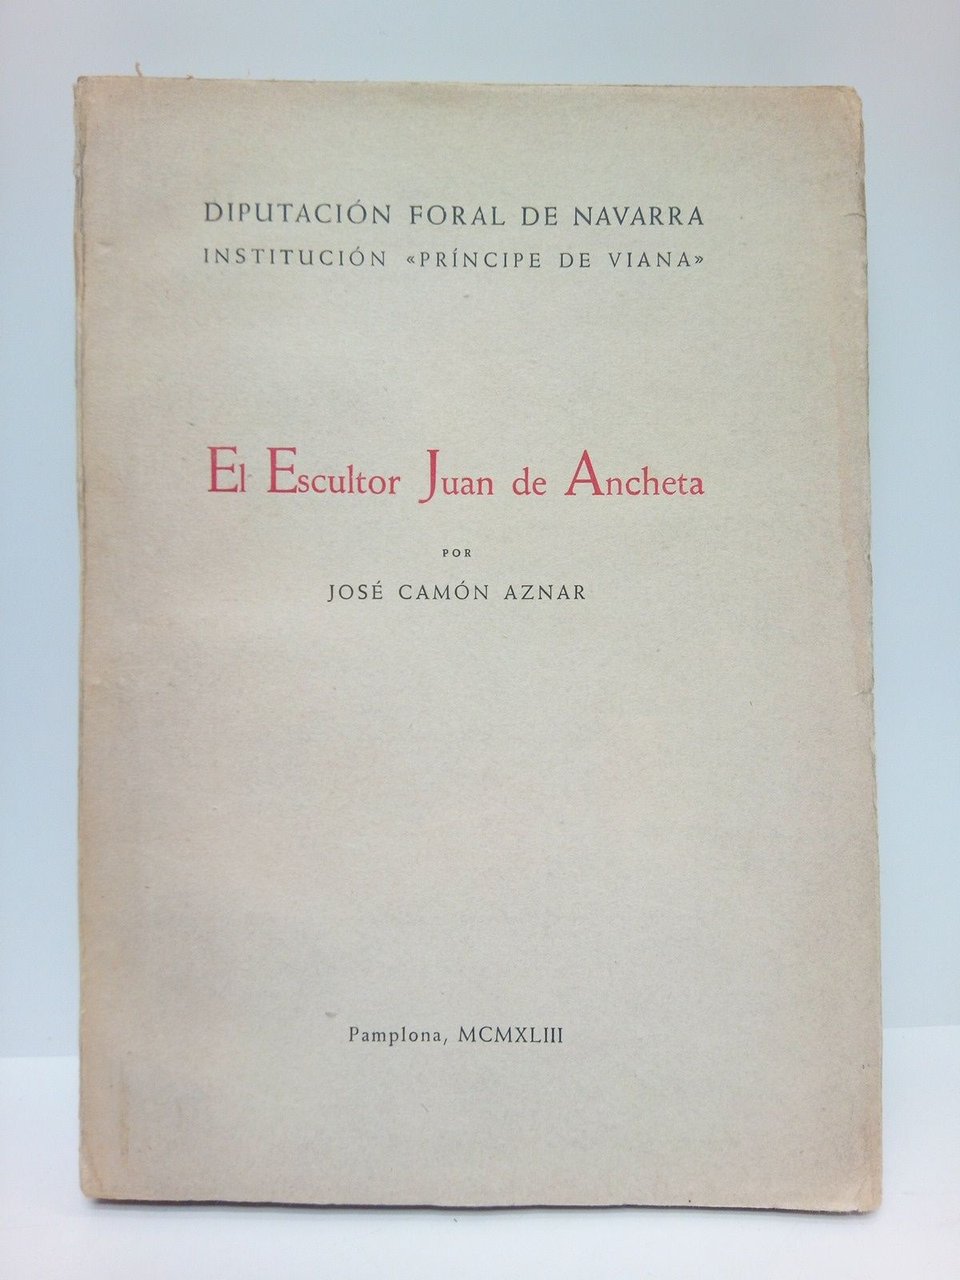 DIPUTACIÓN FORAL DE NAVARRA
INSTITUCIÓN «PRÍNCIPE DE VIANA»
El Escultor Juan de Ancheta
POR
JOSÉ CAMÓN AZNAR
Pamplona, MCMXLIII